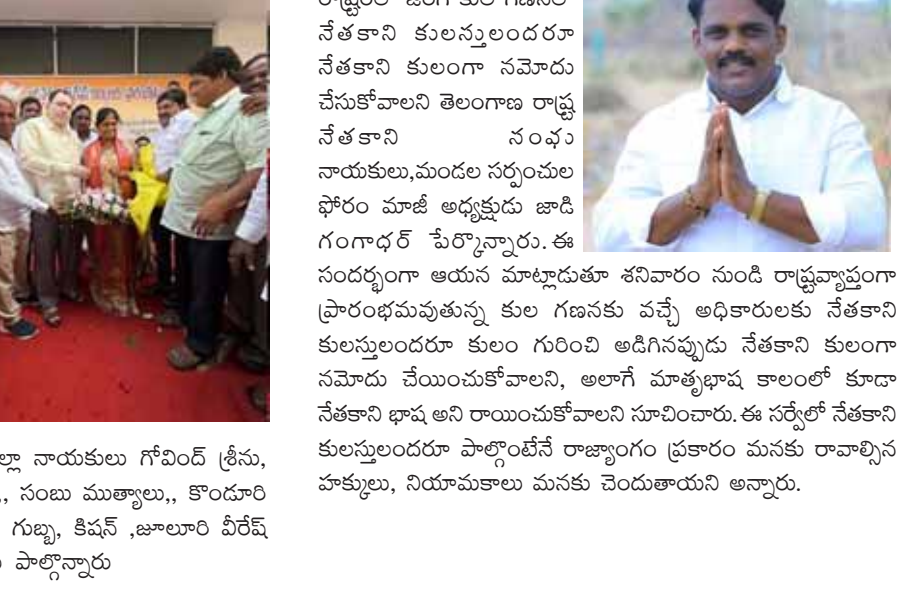 నేతకాని కులస్తులందరూ
నేతకాని కులంగా నమోదు
చేసుకోవాలని తెలంగాణ రాష్ట్ర
నేతకాని సంఘ
నాయకులు,మండల సర్పంచుల
ఫోరం మాజీ అధ్యక్షుడు జాడి
గంగాధర్ పేర్కొన్నారు. ఈ
సందర్భంగా ఆయన మాట్లాడుతూ శనివారం నుండి రాష్ట్రవ్యాప్తంగా
ప్రారంభమవుతున్న కుల గణనకు వచ్చే అధికారులకు నేతకాని
కులస్తులందరూ కులం గురించి అడిగినప్పుడు నేతకాని కులంగా
నమోదు చేయించుకోవాలని, అలాగే మాతృభాష కాలంలో కూడా
నేతకాని భాష అని రాయించుకోవాలని సూచించారు.ఈ సర్వేలో నేతకాని
కులస్తులందరూ పాల్గొంటేనే రాజ్యాంగం ప్రకారం మనకు రావాల్సిన
హక్కులు, నియామకాలు మనకు చెందుతాయని అన్నారు.
ల్లా నాయకులు గోవింద్ శ్రీను,
,, సంబు ముత్యాలు,, కొండూరి
గుబ్బ, కిషన్ ,జూలూరి వీరేష్
పాల్గొన్నారు